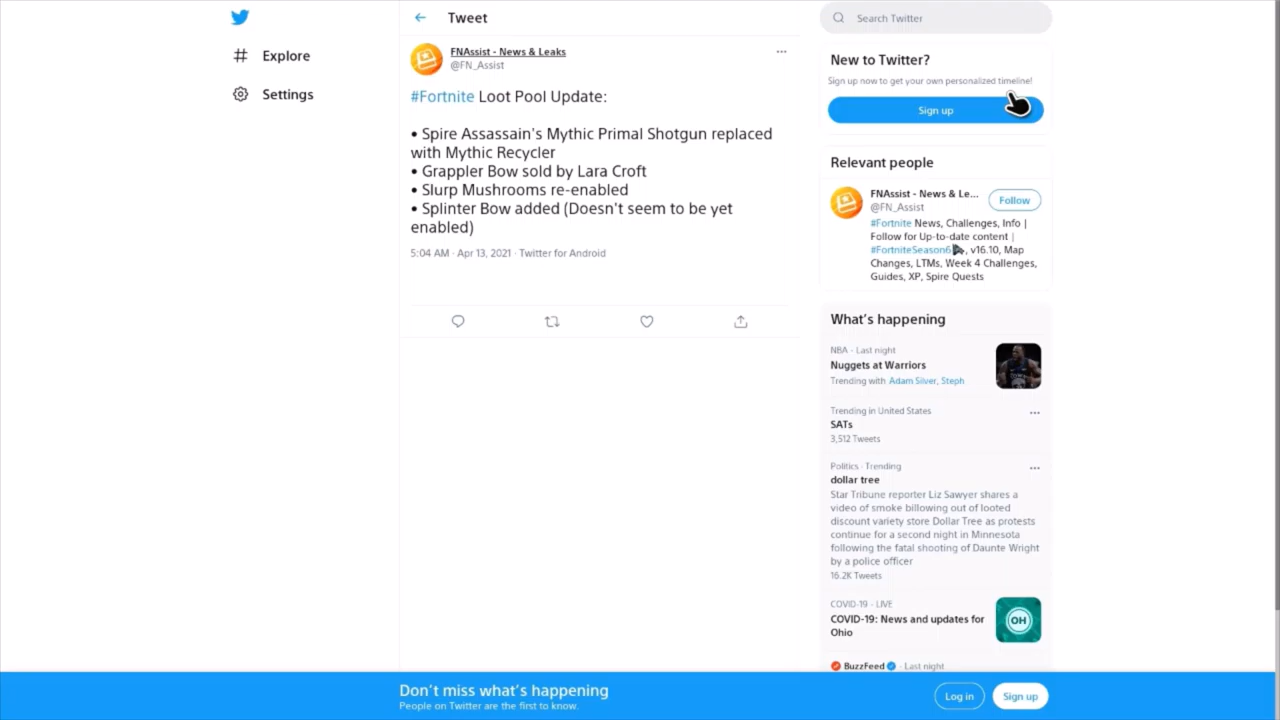 Explore
Settings
Tweet
FNAssist - News & Leaks
@FN_Assist
#Fortnite Loot Pool Update:
• Spire Assassain's Mythic Primal Shotgun replaced
with Mythic Recycler
• Grappler Bow sold by Lara Croft
• Slurp Mushrooms re-enabled
• Splinter Bow added (Doesn't seem to be yet
enabled)
5:04 AM · Apr 13, 2021 · Twitter for Android
Search Twitter
New to Twitter?
Sign up now to get your own personalized timeline!
Sign up
Relevant people
FNAssist - News & Le...
@FN_Assist
Follow
#Fortnite News, Challenges, Info |
Follow for Up-to-date content |
#FortniteSeason6, v16.10, Map
Changes, LTMs, Week 4 Challenges,
Guides, XP, Spire Quests
What's happening
NBA · Last night
Nuggets at Warriors
Trending with Adam Silver, Steph
Trending in United States
SATs
3,512 Tweets
Politics · Trending
dollar tree
Star Tribune reporter Liz Sawyer shares a
video of smoke billowing out of looted
discount variety store Dollar Tree as protests
continue for a second night in Minnesota
following the fatal shooting of Daunte Wright
by a police officer
16.2K Tweets
COVID-19 · LIVE
COVID-19: News and updates for
Ohio
OH
BuzzFeed · Last night
Don't miss what's happening
People on Twitter are the first to know.
Log in
Sign up